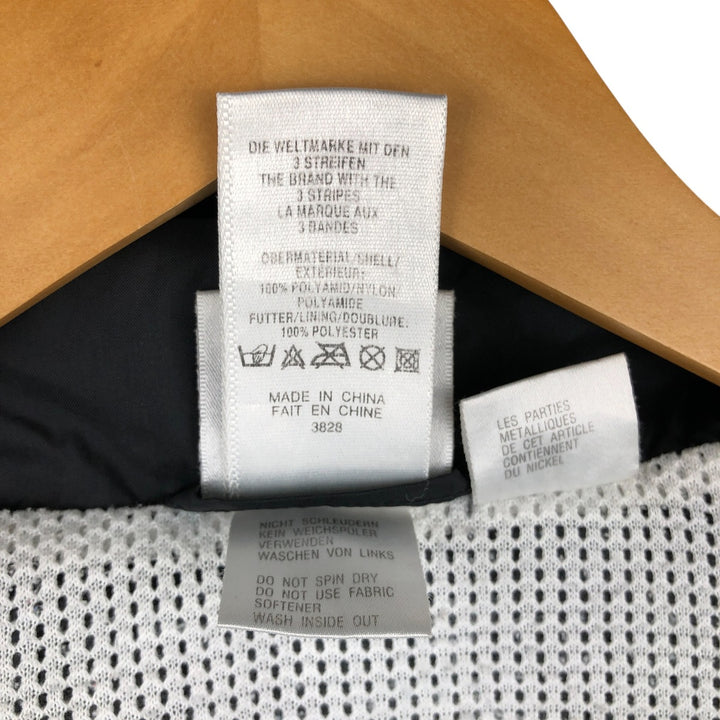 DIE WELTMARKE MIT DEN
3 STREIFEN
THE BRAND WITH THE
3 STRIPES
LA MARQUE AUX
3 BANDES
OBERMATERIAL/SHELL/
EXTÉRIEUR:
100% POLYAMID/NYLON
POLYAMIDE
FUTTER/LINING/DOUBLURE:
100% POLYESTER
MADE IN CHINA
FAIT EN CHINE
3828
LES PARTIES
METALLIQUES
DE CET ARTICLE
CONTIENNENT
DU NICKEL
NICHT SCHLEUDERN
KEIN WEICHSPÜLER
VERWENDEN
WASCHEN VON LINKS
DO NOT SPIN DRY
DO NOT USE FABRIC
SOFTENER
WASH INSIDE OUT